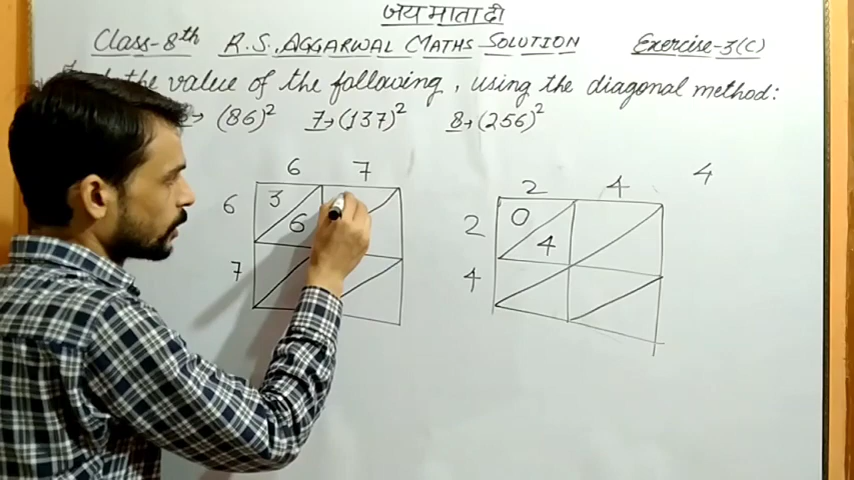 जय माता दी
Class-8th R.S. AGGARWAL MATHS SOLUTION Exercise-3(C)
the value of the following, using the diagonal method:
→ (86)² 7→(137)² 8→(256)²
6 7
6 3 6
7
2 4 4
2 0 4
4